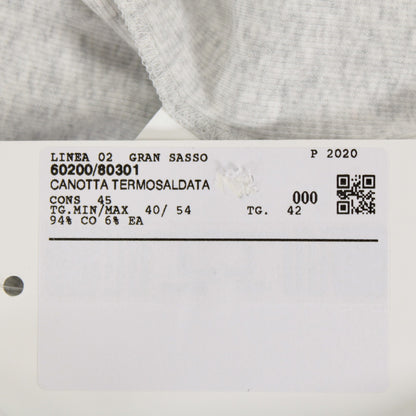 LINEA 02 GRAN SASSO P 2020
60200/80301
CANOTTA TERMOSALDATA
CONS 45 000
TG.MIN/MAX 40/ 54 TG. 42
94% CO 6% EA